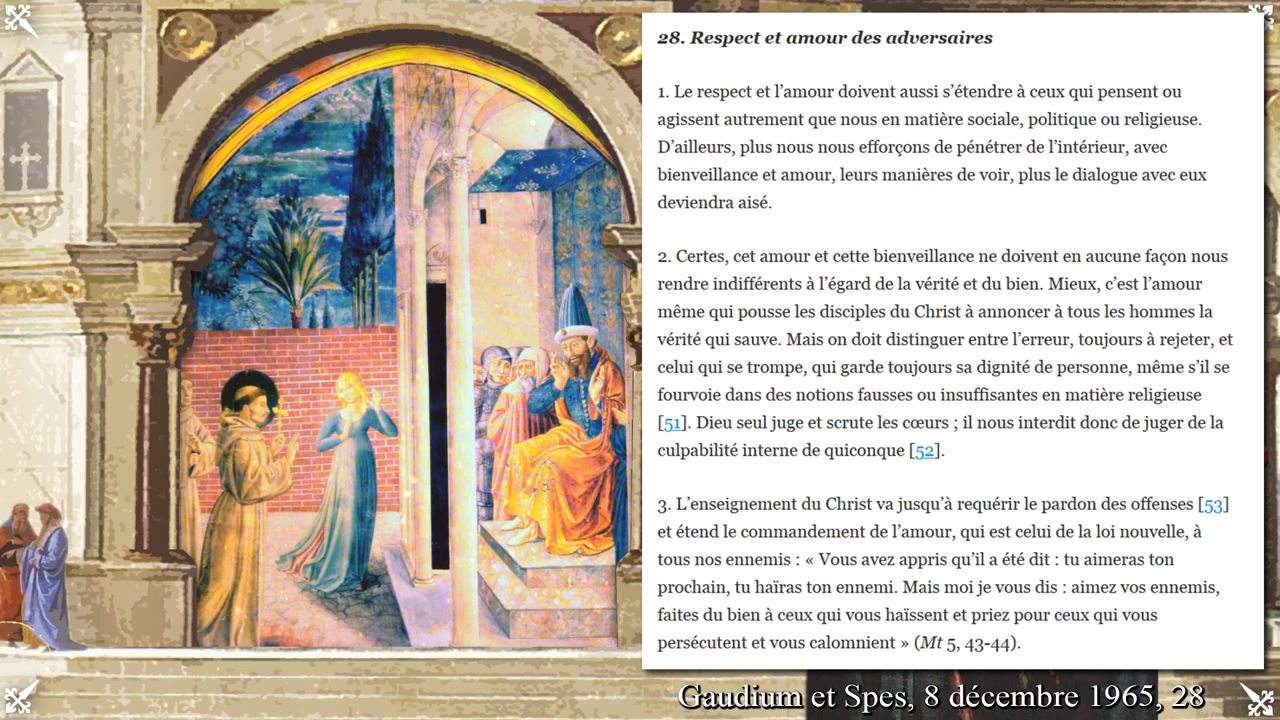 28. Respect et amour des adversaires
1. Le respect et l’amour doivent aussi s’étendre à ceux qui pensent ou
agissent autrement que nous en matière sociale, politique ou religieuse.
D’ailleurs, plus nous nous efforçons de pénétrer de l’intérieur, avec
bienveillance et amour, leurs manières de voir, plus le dialogue avec eux
deviendra aisé.
2. Certes, cet amour et cette bienveillance ne doivent en aucune façon nous
rendre indifférents à l’égard de la vérité et du bien. Mieux, c’est l’amour
même qui pousse les disciples du Christ à annoncer à tous les hommes la
vérité qui sauve. Mais on doit distinguer entre l’erreur, toujours à rejeter, et
celui qui se trompe, qui garde toujours sa dignité de personne, même s’il se
fourvoie dans des notions fausses ou insuffisantes en matière religieuse
[51]. Dieu seul juge et scrute les cœurs ; il nous interdit donc de juger de la
culpabilité interne de quiconque [52].
3. L’enseignement du Christ va jusqu’à requérir le pardon des offenses [53]
et étend le commandement de l’amour, qui est celui de la loi nouvelle, à
tous nos ennemis : « Vous avez appris qu’il a été dit : tu aimeras ton
prochain, tu haïras ton ennemi. Mais moi je vous dis : aimez vos ennemis,
faites du bien à ceux qui vous haïssent et priez pour ceux qui vous
persécutent et vous calomnient » (Mt 5, 43-44).
Gaudium et Spes, 8 décembre 1965, 28